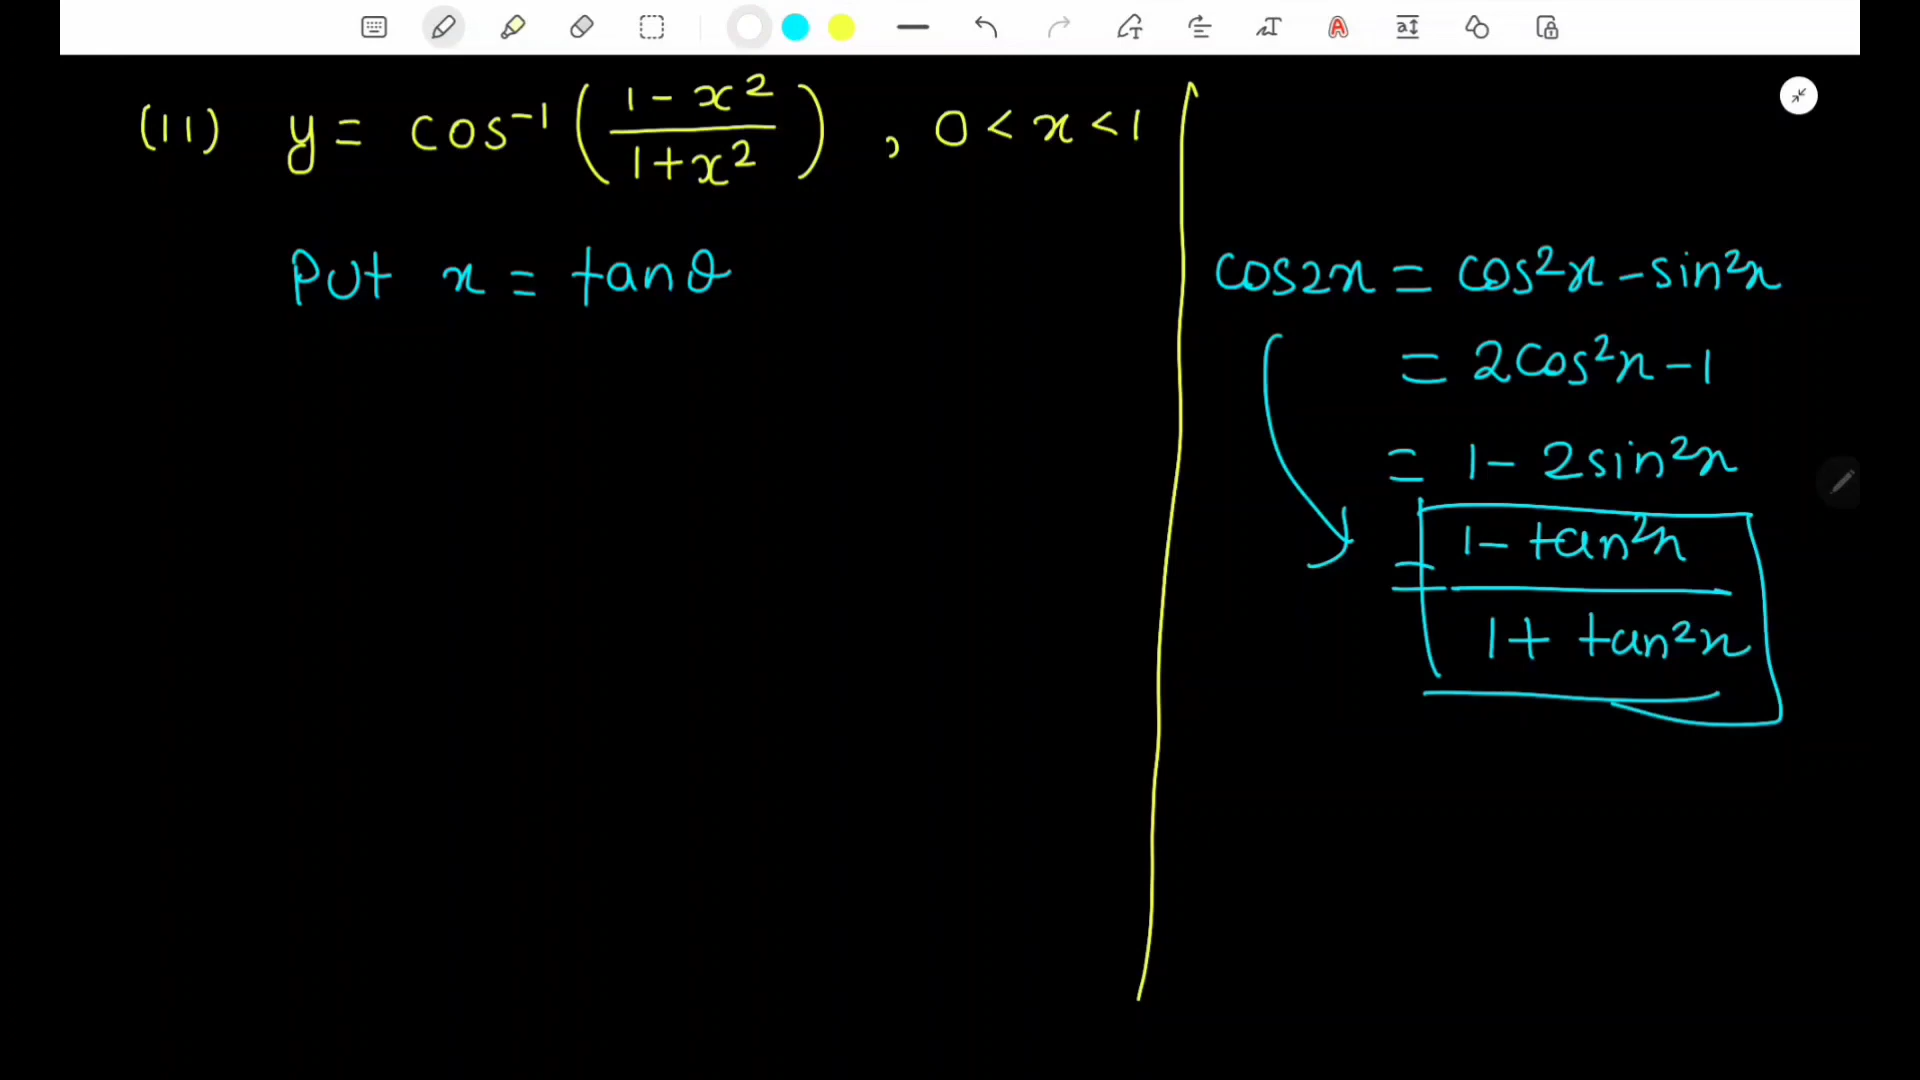 (11) y = cos⁻¹((1 - x²)/(1 + x²)) , 0 < x < 1
Put x = tanθ
cos2x = cos²x - sin²x
= 2cos²x - 1
= 1 - 2sin²x
= (1 - tan²x)/(1 + tan²x)